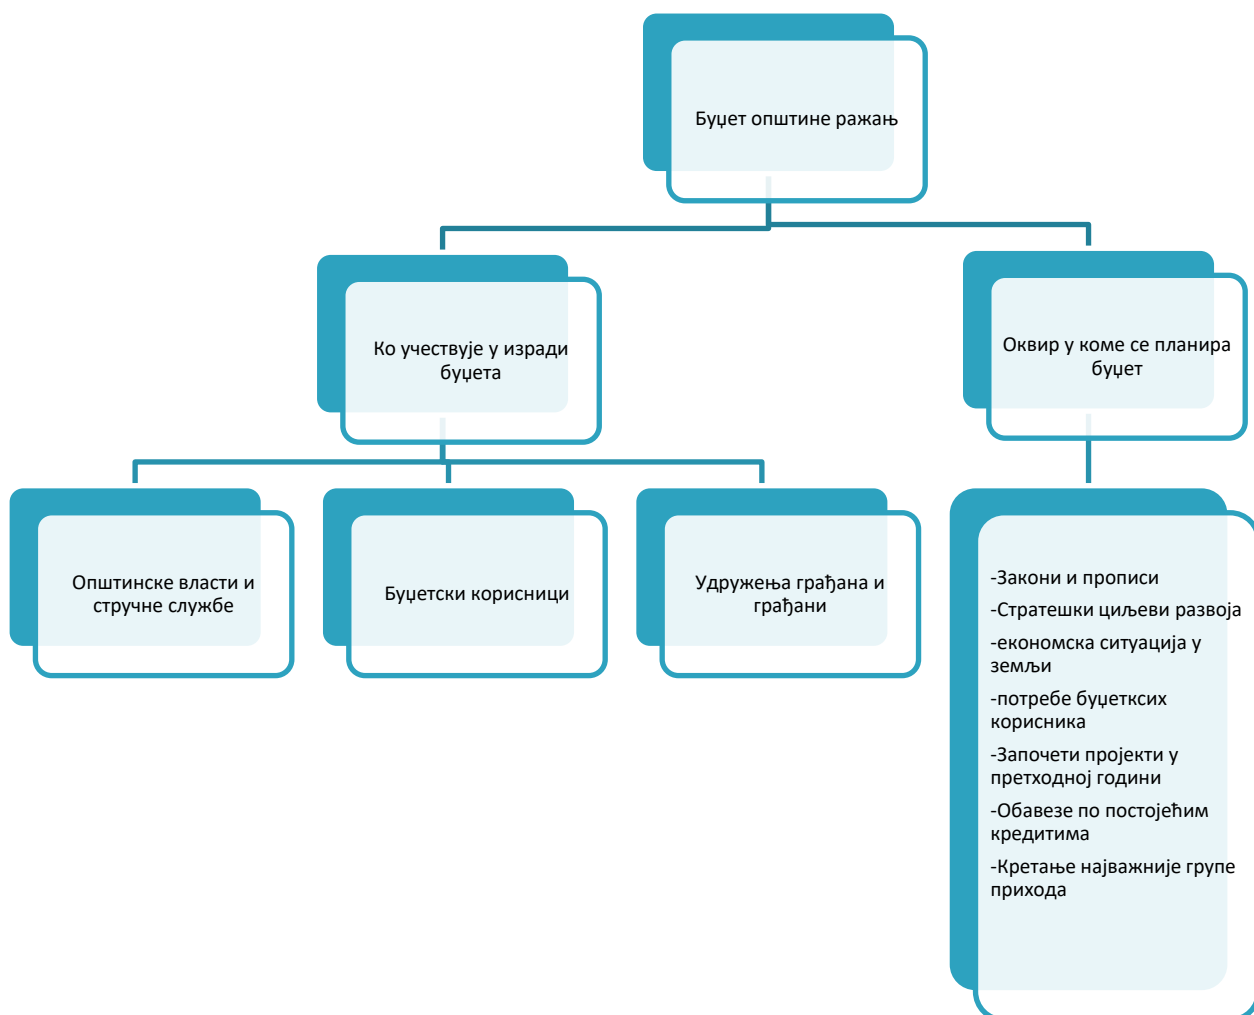 Буџет општине ражањ
Ко учествује у изради
буџета
Оквир у коме се планира
буџет
Општинске власти и
стручне службе
Буџетски корисници
Удружења грађана и
грађани
-Закони и прописи
-Стратешки циљеви развоја
-економска ситуација у
земљи
-потребе буџетксих
корисника
-Започети пројекти у
претходној години
-Обавезе по постојећим
кредитима
-Кретање најважније групе
прихода